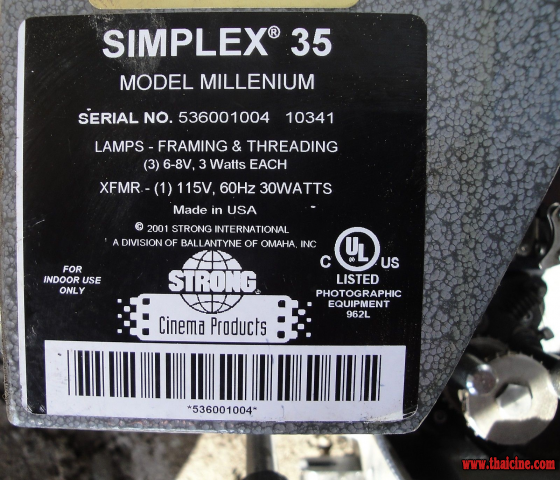 SIMPLEX® 35
MODEL MILLENIUM
SERIAL NO. 536001004 10341
LAMPS - FRAMING & THREADING
(3) 6-8V, 3 Watts EACH
XFMR - (1) 115V, 60Hz 30WATTS
Made in USA
© 2001 STRONG INTERNATIONAL
A DIVISION OF BALLANTYNE OF OMAHA, INC
FOR
INDOOR USE
ONLY
STRONG®
Cinema Products
C UL® US
LISTED
PHOTOGRAPHIC
EQUIPMENT
962L
*536001004*
www.thaicine.com